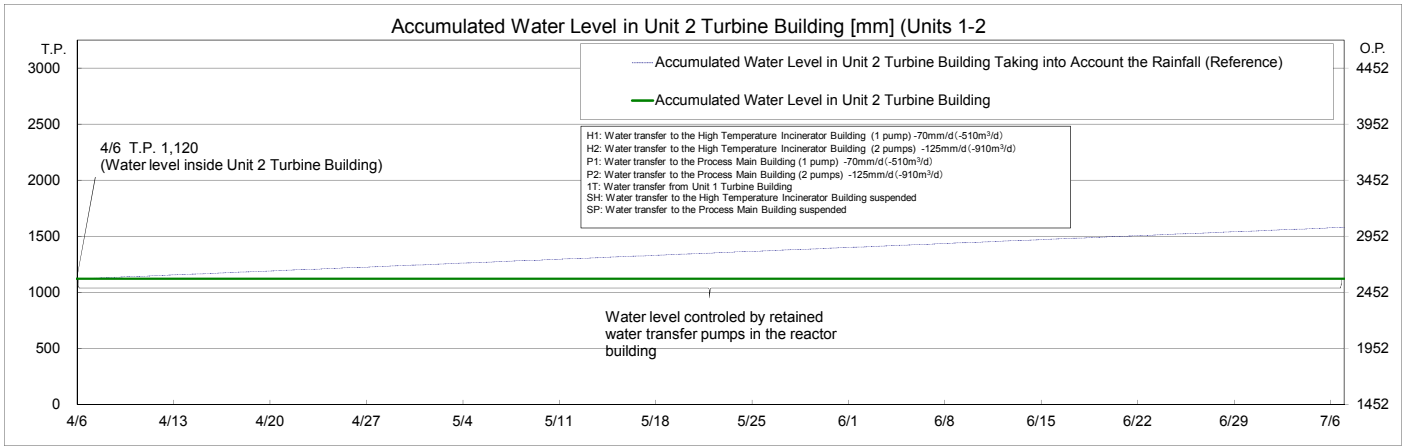 Accumulated Water Level in Unit 2 Turbine Building [mm] (Units 1-2
T.P.
O.P.
3000
2500
2000
1500
1000
500
0
4452
3952
3452
2952
2452
1952
1452
Accumulated Water Level in Unit 2 Turbine Building Taking into Account the Rainfall (Reference)
Accumulated Water Level in Unit 2 Turbine Building
H1: Water transfer to the High Temperature Incinerator Building (1 pump) -70mm/d(-510m³/d)
H2: Water transfer to the High Temperature Incinerator Building (2 pumps) -125mm/d(-910m³/d)
P1: Water transfer to the Process Main Building (1 pump) -70mm/d(-510m³/d)
P2: Water transfer to the Process Main Building (2 pumps) -125mm/d(-910m³/d)
1T: Water transfer from Unit 1 Turbine Building
SH: Water transfer to the High Temperature Incinerator Building suspended
SP: Water transfer to the Process Main Building suspended
4/6 T.P. 1,120
(Water level inside Unit 2 Turbine Building)
Water level controled by retained
water transfer pumps in the reactor
building
4/6 4/13 4/20 4/27 5/4 5/11 5/18 5/25 6/1 6/8 6/15 6/22 6/29 7/6